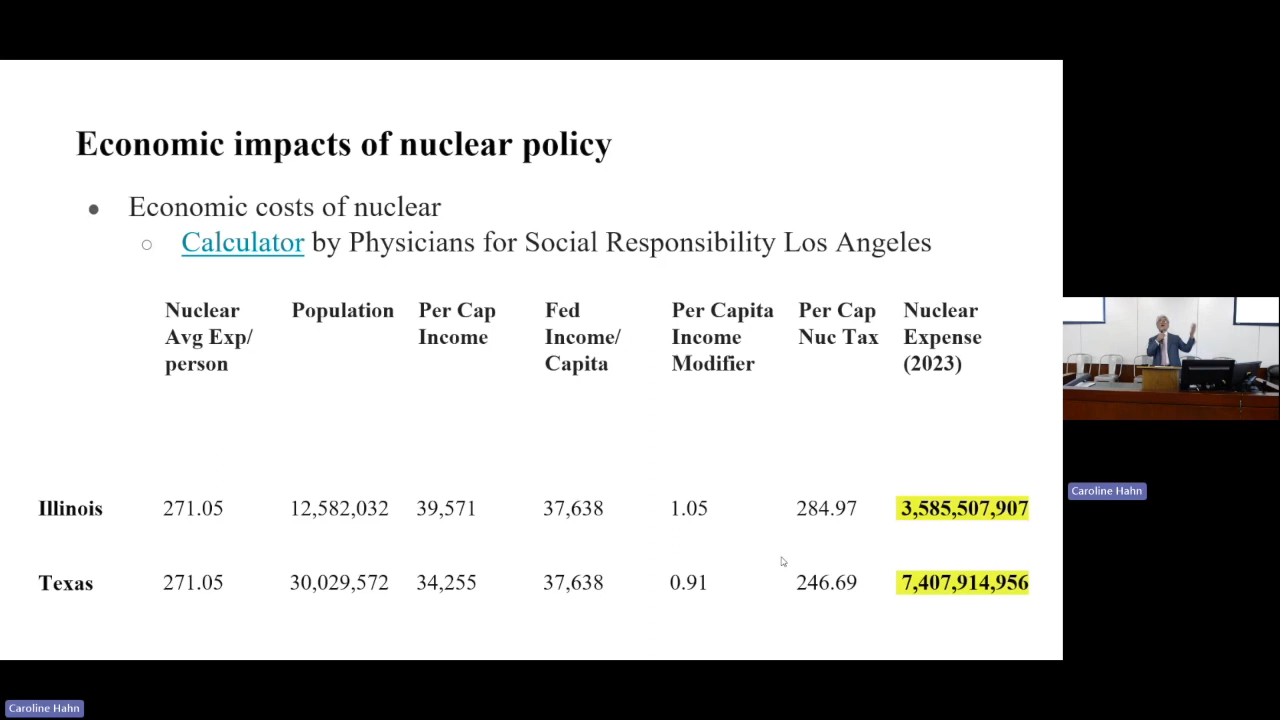 Economic impacts of nuclear policy
● Economic costs of nuclear
○ Calculator by Physicians for Social Responsibility Los Angeles
Nuclear Avg Exp/ person Population Per Cap Income Fed Income/ Capita Per Capita Income Modifier Per Cap Nuc Tax Nuclear Expense (2023)
Illinois 271.05 12,582,032 39,571 37,638 1.05 284.97 3,585,507,907
Texas 271.05 30,029,572 34,255 37,638 0.91 246.69 7,407,914,956
Caroline Hahn
Caroline Hahn